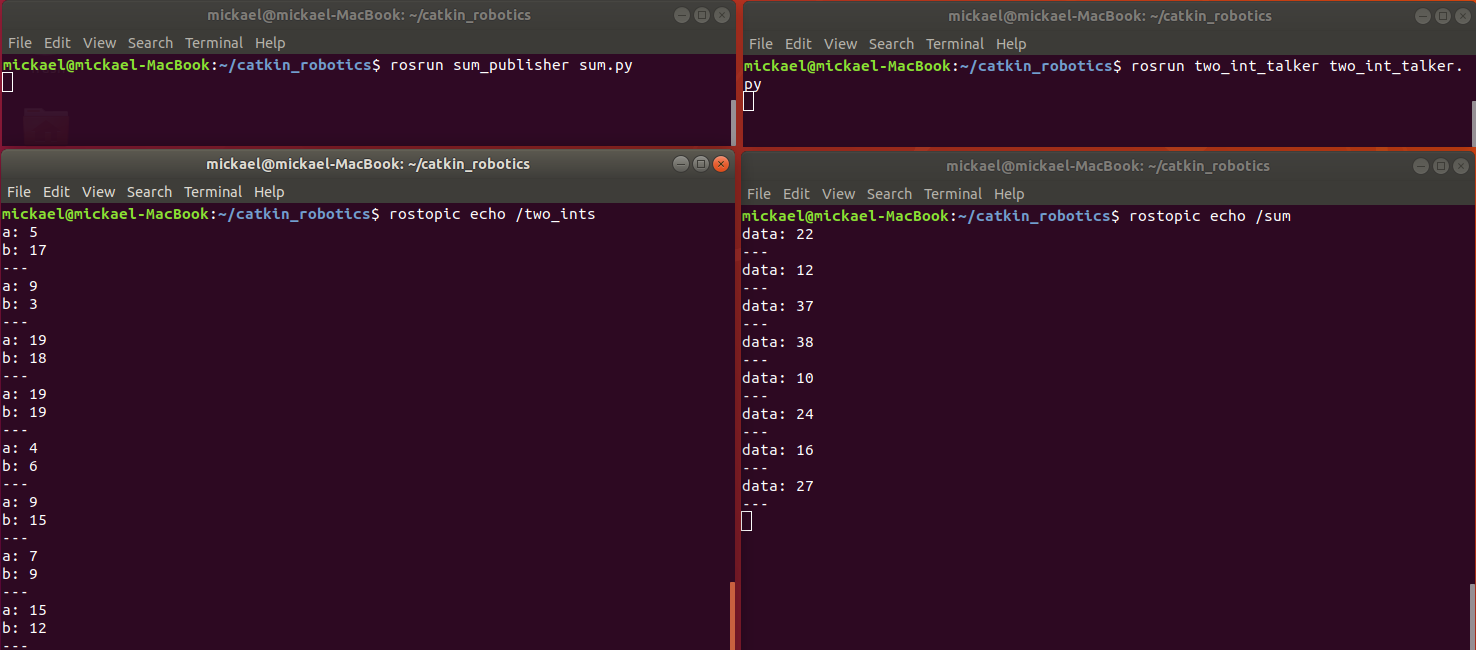 mickael@mickael-MacBook: ~/catkin_robotics
File Edit View Search Terminal Help
mickael@mickael-MacBook:~/catkin_robotics$ rosrun sum_publisher sum.py
mickael@mickael-MacBook: ~/catkin_robotics
File Edit View Search Terminal Help
mickael@mickael-MacBook:~/catkin_robotics$ rosrun two_int_talker two_int_talker.
py
mickael@mickael-MacBook: ~/catkin_robotics
File Edit View Search Terminal Help
mickael@mickael-MacBook:~/catkin_robotics$ rostopic echo /two_ints
a: 5
b: 17
---
a: 9
b: 3
---
a: 19
b: 18
---
a: 19
b: 19
---
a: 4
b: 6
---
a: 9
b: 15
---
a: 7
b: 9
---
a: 15
b: 12
---
mickael@mickael-MacBook: ~/catkin_robotics
File Edit View Search Terminal Help
mickael@mickael-MacBook:~/catkin_robotics$ rostopic echo /sum
data: 22
---
data: 12
---
data: 37
---
data: 38
---
data: 10
---
data: 24
---
data: 16
---
data: 27
---